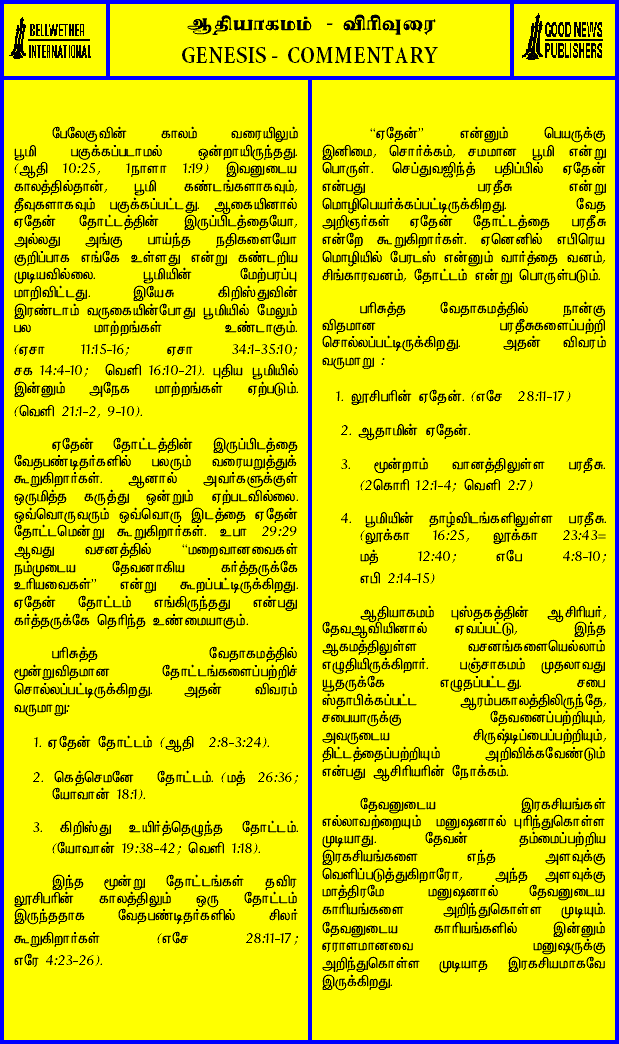 BELLWETHER
INTERNATIONAL
ஆதியாகமம் - விரிவுரை
GENESIS - COMMENTARY
GOOD NEWS
PUBLISHERS
பேலேகுவின் காலம் வரையிலும்
பூமி பகுக்கப்படாமல் ஒன்றாயிருந்தது.
(ஆதி 10:25, 1நாளா 1:19) இவனுடைய
காலத்தில்தான், பூமி கண்டங்களாகவும்,
தீவுகளாகவும் பகுக்கப்பட்டது. ஆகையினால்
ஏதேன் தோட்டத்தின் இருப்பிடத்தையோ,
அல்லது அங்கு பாய்ந்த நதிகளையோ
குறிப்பாக எங்கே உள்ளது என்று கண்டறிய
முடியவில்லை. பூமியின் மேற்பரப்பு
மாறிவிட்டது. இயேசு கிறிஸ்துவின்
இரண்டாம் வருகையின்போது பூமியில் மேலும்
பல மாற்றங்கள் உண்டாகும்.
(ஏசா 11:15-16; ஏசா 34:1-35:10;
சக 14:4-10; வெளி 16:10-21). புதிய பூமியில்
இன்னும் அநேக மாற்றங்கள் ஏற்படும்.
(வெளி 21:1-2, 9-10).
ஏதேன் தோட்டத்தின் இருப்பிடத்தை
வேதபண்டிதர்களில் பலரும் வரையறுத்துக்
கூறுகிறார்கள். ஆனால் அவர்களுக்குள்
ஒருமித்த கருத்து ஒன்றும் ஏற்படவில்லை.
ஒவ்வொருவரும் ஒவ்வொரு இடத்தை ஏதேன்
தோட்டமென்று கூறுகிறார்கள். உபா 29:29
ஆவது வசனத்தில் “மறைவானவைகள்
நம்முடைய தேவனாகிய கர்த்தருக்கே
உரியவைகள்” என்று கூறப்பட்டிருக்கிறது.
ஏதேன் தோட்டம் எங்கிருந்தது என்பது
கர்த்தருக்கே தெரிந்த உண்மையாகும்.
பரிசுத்த வேதாகமத்தில்
மூன்றுவிதமான தோட்டங்களைப்பற்றிச்
சொல்லப்பட்டிருக்கிறது. அதன் விவரம்
வருமாறு:
1. ஏதேன் தோட்டம் (ஆதி 2:8-3:24).
2. கெத்செமனே தோட்டம். (மத் 26:36;
யோவான் 18:1).
3. கிறிஸ்து உயிர்த்தெழுந்த தோட்டம்.
(யோவான் 19:38-42; வெளி 1:18).
இந்த மூன்று தோட்டங்கள் தவிர
லூசிபரின் காலத்திலும் ஒரு தோட்டம்
இருந்ததாக வேதபண்டிதர்களில் சிலர்
கூறுகிறார்கள் (எசே 28:11-17;
எரே 4:23-26).
“ஏதேன்” என்னும் பெயருக்கு
இனிமை, சொர்க்கம், சமமான பூமி என்று
பொருள். செப்துவஜிந்த் பதிப்பில் ஏதேன்
என்பது பரதீசு என்று
மொழிபெயர்க்கப்பட்டிருக்கிறது. வேத
அறிஞர்கள் ஏதேன் தோட்டத்தை பரதீசு
என்றே கூறுகிறார்கள். ஏனெனில் எபிரெய
மொழியில் பேரடஸ் என்னும் வார்த்தை வனம்,
சிங்காரவனம், தோட்டம் என்று பொருள்படும்.
பரிசுத்த வேதாகமத்தில் நான்கு
விதமான பரதீசுகளைப்பற்றி
சொல்லப்பட்டிருக்கிறது. அதன் விவரம்
வருமாறு :
1. லூசிபரின் ஏதேன். (எசே 28:11-17)
2. ஆதாமின் ஏதேன்.
3. மூன்றாம் வானத்திலுள்ள பரதீசு.
(2கொரி 12:1-4; வெளி 2:7)
4. பூமியின் தாழ்விடங்களிலுள்ள பரதீசு.
(லூக்கா 16:25, லூக்கா 23:43=
மத் 12:40; எபே 4:8-10;
எபி 2:14-15)
ஆதியாகமம் புஸ்தகத்தின் ஆசிரியர்,
தேவஆவியினால் ஏவப்பட்டு, இந்த
ஆகமத்திலுள்ள வசனங்களையெல்லாம்
எழுதியிருக்கிறார். பஞ்சாகமம் முதலாவது
யூதருக்கே எழுதப்பட்டது. சபை
ஸ்தாபிக்கப்பட்ட ஆரம்பகாலத்திலிருந்தே,
சபையாருக்கு தேவனைப்பற்றியும்,
அவருடைய சிருஷ்டிப்பைப்பற்றியும்,
திட்டத்தைப்பற்றியும் அறிவிக்கவேண்டும்
என்பது ஆசிரியரின் நோக்கம்.
தேவனுடைய இரகசியங்கள்
எல்லாவற்றையும் மனுஷனால் புரிந்துகொள்ள
முடியாது. தேவன் தம்மைப்பற்றிய
இரகசியங்களை எந்த அளவுக்கு
வெளிப்படுத்துகிறாரோ, அந்த அளவுக்கு
மாத்திரமே மனுஷனால் தேவனுடைய
காரியங்களை அறிந்துகொள்ள முடியும்.
தேவனுடைய காரியங்களில் இன்னும்
ஏராளமானவை மனுஷருக்கு
அறிந்துகொள்ள முடியாத இரகசியமாகவே
இருக்கிறது.